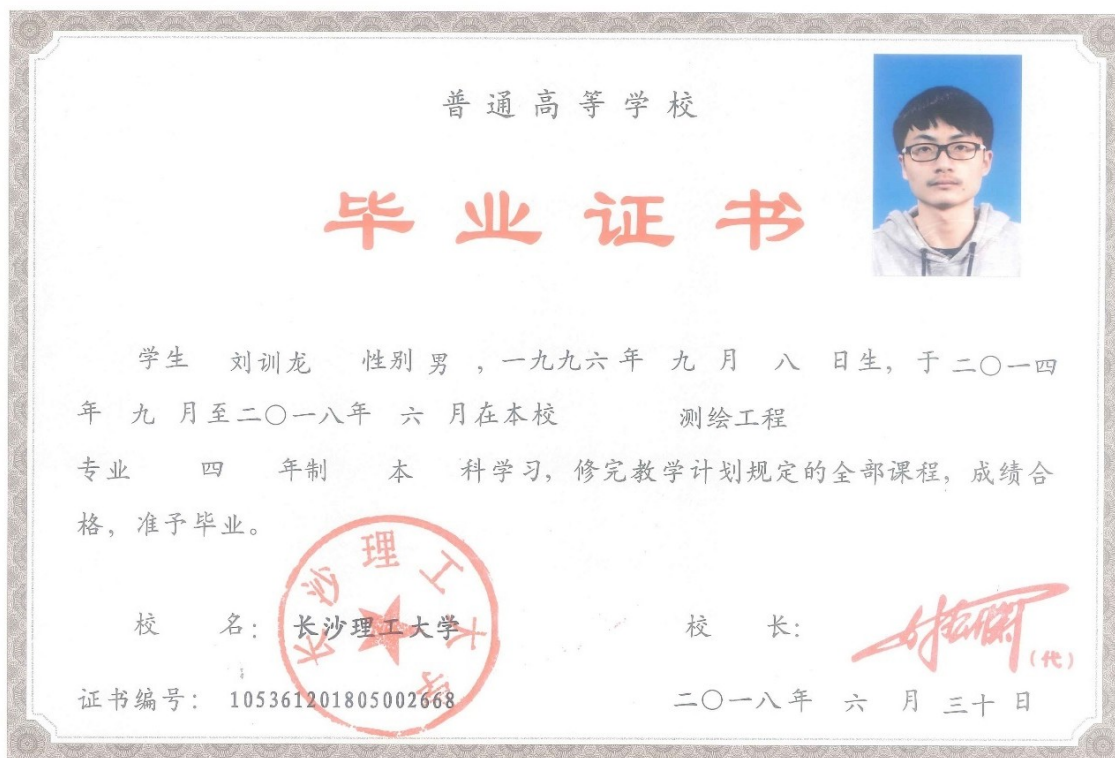 普通高等学校
毕业证书
学生 刘训龙 性别 男 ，一九九六 年 九 月 八 日生，于 二〇一四
年 九 月至二〇一八年 六 月在本校 测绘工程
专业 四 年制 本 科学习，修完教学计划规定的全部课程，成绩合
格，准予毕业。
长沙理工大学
校 名：长沙理工大学 校 长：
(代)
证书编号：105361201805002668 二〇一八年 六 月 三十 日